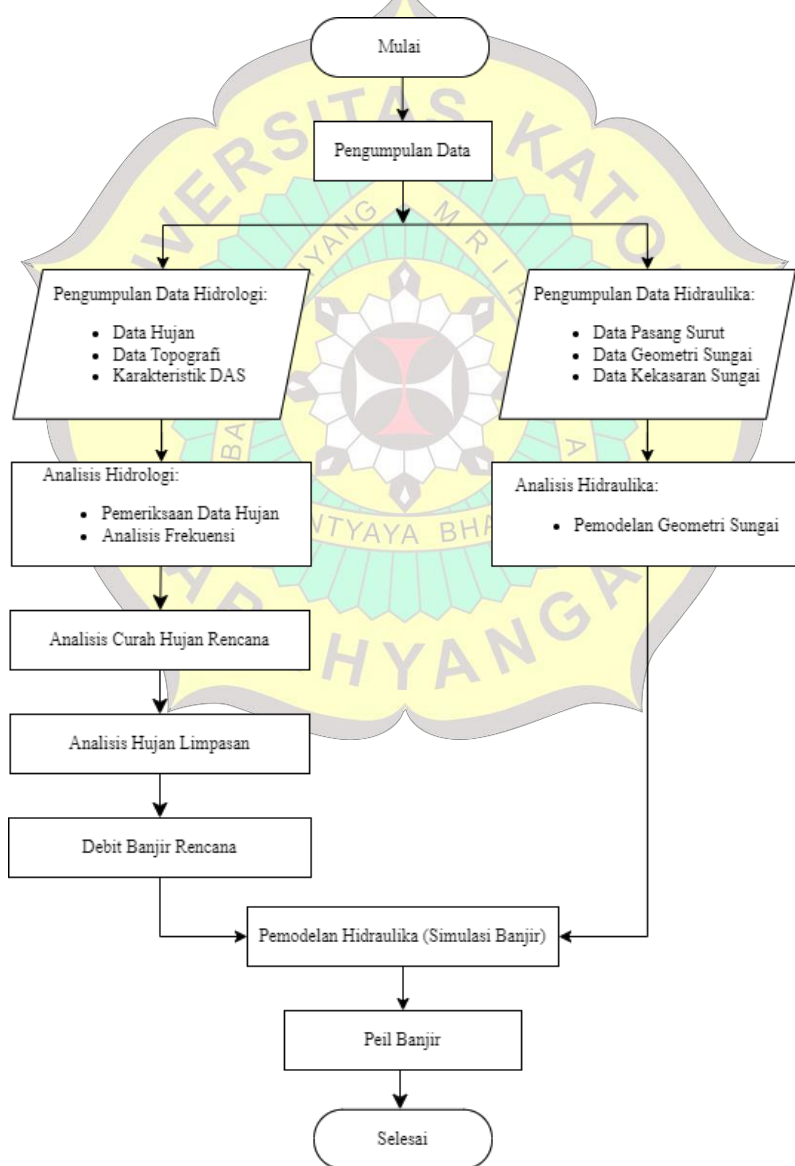 Mulai
Pengumpulan Data
Pengumpulan Data Hidrologi:
• Data Hujan
• Data Topografi
• Karakteristik DAS
Pengumpulan Data Hidraulika:
• Data Pasang Surut
• Data Geometri Sungai
• Data Kekasaran Sungai
Analisis Hidrologi:
• Pemeriksaan Data Hujan
• Analisis Frekuensi
Analisis Hidraulika:
• Pemodelan Geometri Sungai
Analisis Curah Hujan Rencana
Analisis Hujan Limpasan
Debit Banjir Rencana
Pemodelan Hidraulika (Simulasi Banjir)
Peil Banjir
Selesai